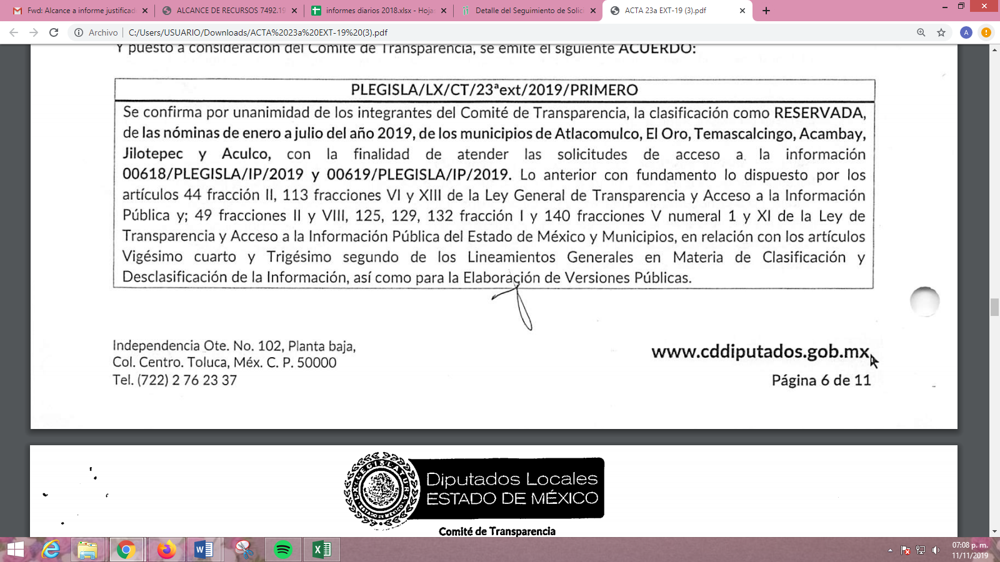 Fwd: Alcance a informe justificad
ALCANCE DE RECURSOS 7492.19
informes diarios 2018.xlsx - Hoja
Detalle del Seguimiento de Solici
ACTA 23a EXT-19 (3).pdf
Archivo
C:/Users/USUARIO/Downloads/ACTA%2023a%20EXT-19%20(3).pdf
A
Y puesto a consideración del Comité de Transparencia, se emite el siguiente ACUERDO:
PLEGISLA/LX/CT/23ªext/2019/PRIMERO
Se confirma por unanimidad de los integrantes del Comité de Transparencia, la clasificación como RESERVADA,
de las nóminas de enero a julio del año 2019, de los municipios de Atlacomulco, El Oro, Temascalcingo, Acambay,
Jilotepec y Aculco, con la finalidad de atender las solicitudes de acceso a la información
00618/PLEGISLA/IP/2019 y 00619/PLEGISLA/IP/2019. Lo anterior con fundamento lo dispuesto por los
artículos 44 fracción II, 113 fracciones VI y XIII de la Ley General de Transparencia y Acceso a la Información
Pública y; 49 fracciones II y VIII, 125, 129, 132 fracción I y 140 fracciones V numeral 1 y XI de la Ley de
Transparencia y Acceso a la Información Pública del Estado de México y Municipios, en relación con los artículos
Vigésimo cuarto y Trigésimo segundo de los Lineamientos Generales en Materia de Clasificación y
Desclasificación de la Información, así como para la Elaboración de Versiones Públicas.
Independencia Ote. No. 102, Planta baja,
Col. Centro. Toluca, Méx. C. P. 50000
Tel. (722) 2 76 23 37
www.cddiputados.gob.mx
Página 6 de 11
Diputados Locales
ESTADO DE MÉXICO
Comité de Transparencia
07:08 p. m.
11/11/2019